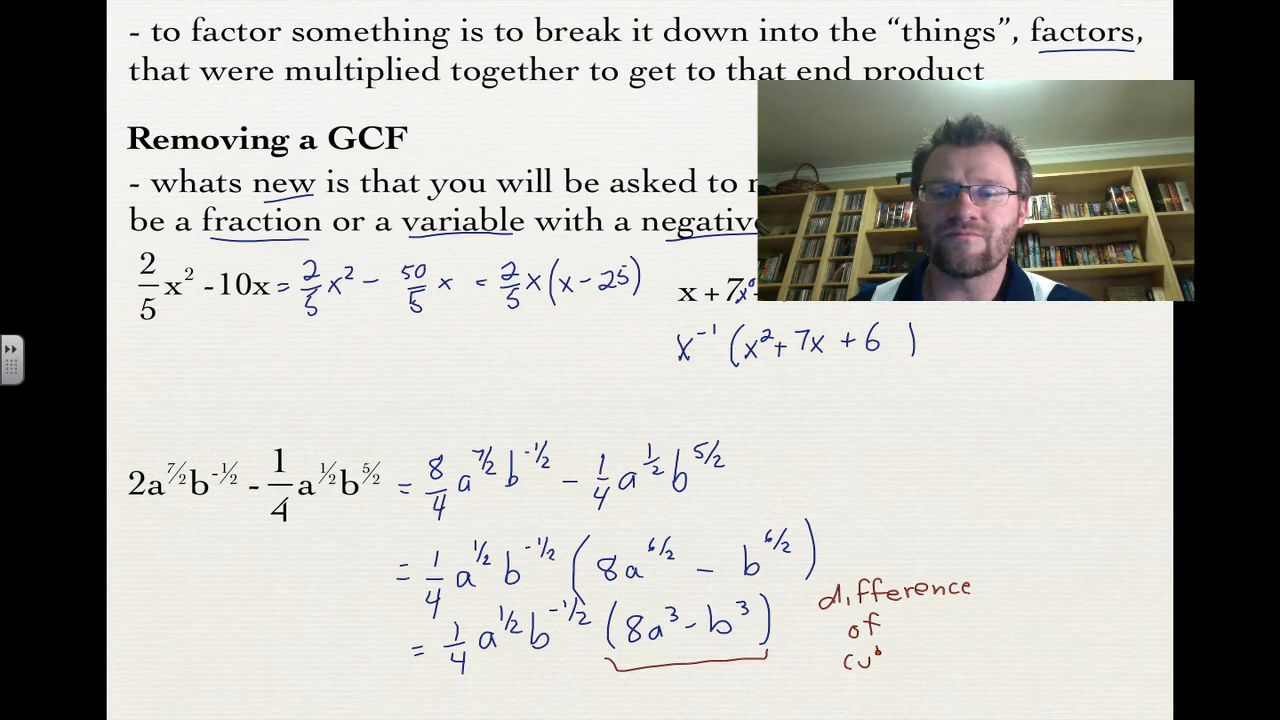 - to factor something is to break it down into the “things”, factors,
that were multiplied together to get to that end product
Removing a GCF
- whats new is that you will be asked to
be a fraction or a variable with a negative
2/5 x² - 10x = 2/5 x² - 50/5 x = 2/5 x(x - 25)
x + 7x⁰
x⁻¹ (x² + 7x + 6 )
2a^7/2 b^-1/2 - 1/4 a^1/2 b^5/2 = 8/4 a^7/2 b^-1/2 - 1/4 a^1/2 b^5/2
= 1/4 a^1/2 b^-1/2 (8a^6/2 - b^6/2)
= 1/4 a^1/2 b^-1/2 (8a³ - b³)
difference
of
cub